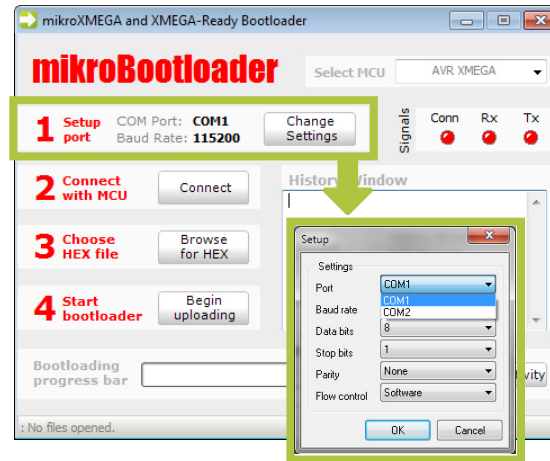 mikroXMEGA and XMEGA-Ready Bootloader
mikroBootloader
Select MCU
AVR XMEGA
1 Setup port
COM Port: COM1
Baud Rate: 115200
Change Settings
Signals
Conn Rx Tx
2 Connect with MCU
Connect
History Window
3 Choose HEX file
Browse for HEX
4 Start bootloader
Begin uploading
Bootloading progress bar
: No files opened.
Setup
Settings
Port COM1
COM1
COM2
Baud rate
Data bits 8
Stop bits 1
Parity None
Flow control Software
OK Cancel